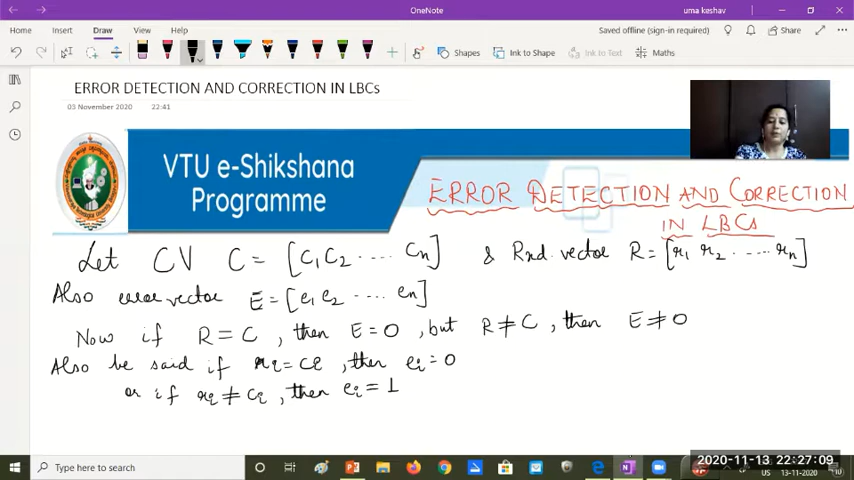 OneNote
uma keshav
Home Insert Draw View Help
Saved offline (sign-in required)
Shapes Ink to Shape Ink to Text Maths
ERROR DETECTION AND CORRECTION IN LBCs
03 November 2020 22:41
VTU e-Shikshana
Programme
ERROR DETECTION AND CORRECTION
IN LBCs
Let CV C = [C1 C2 .... Cn] & Rxd. vector R = [r1 r2 ..... rn]
Also error vector E = [e1 e2 .... en]
Now if R = C, then E = 0, but R ≠ C, then E ≠ 0
Also be said if ri = Ci, then ei = 0
or if ri ≠ Ci, then ei = 1
Type here to search
2020-11-13 22:27:09
US 13-11-2020